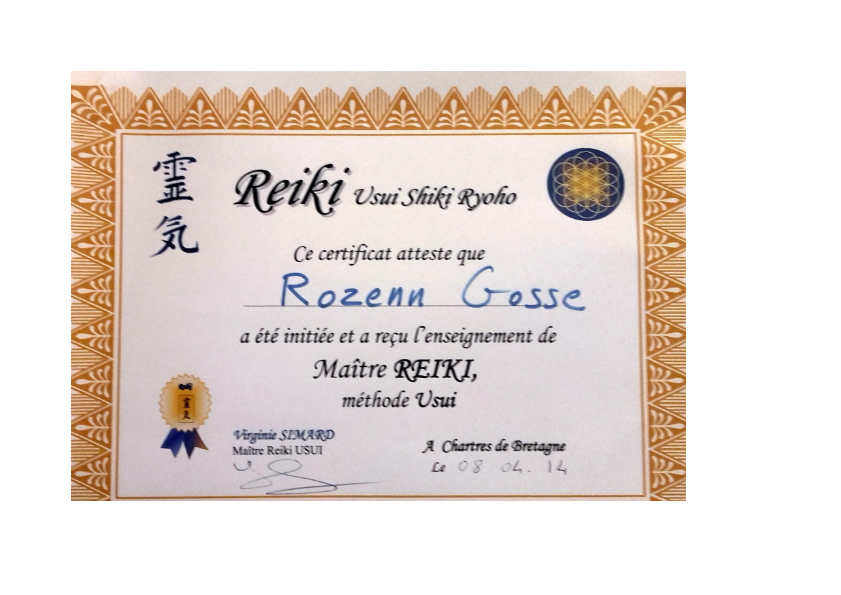 靈
気
Reiki Usui Shiki Ryoho
Ce certificat atteste que
Rozenn Gosse
a été initiée et a reçu l'enseignement de
Maître REIKI,
méthode Usui
Virginie SIMARD
Maître Reiki USUI
A Chartres de Bretagne
Le 08 04. 14